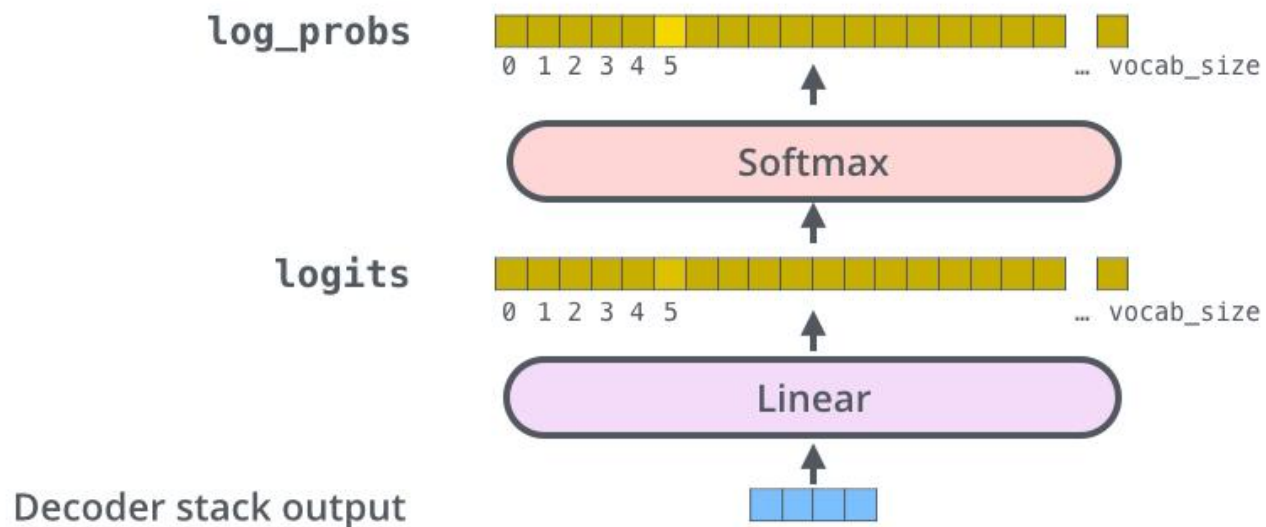 log_probs
0 1 2 3 4 5 … vocab_size
Softmax
logits
0 1 2 3 4 5 … vocab_size
Linear
Decoder stack output